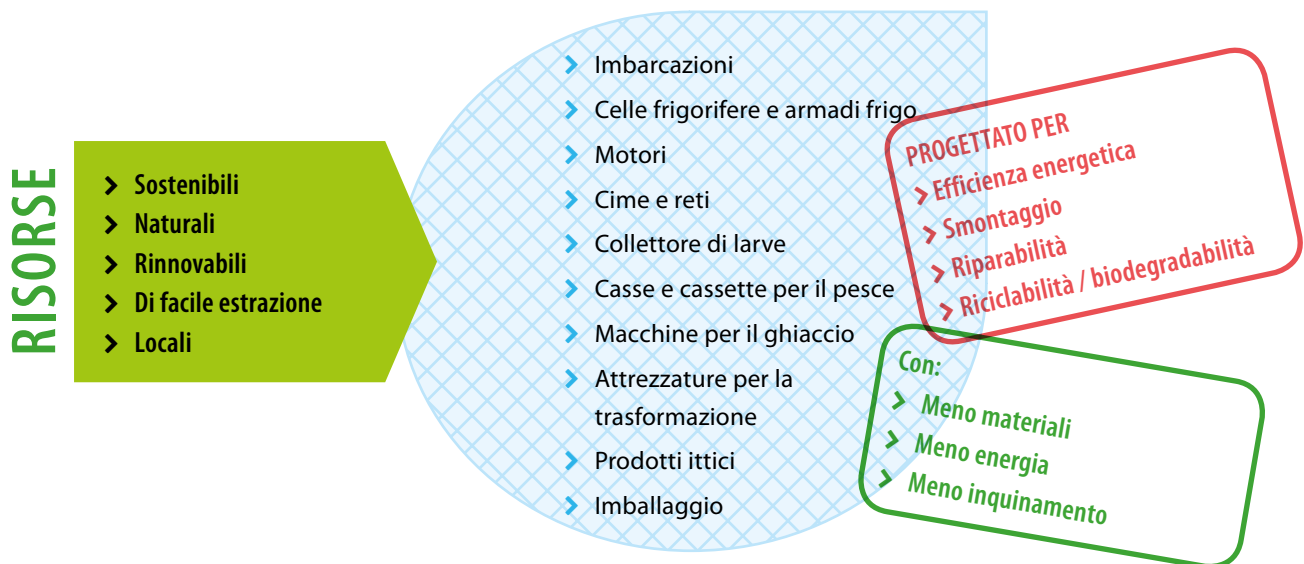 RISORSE
Sostenibili
Naturali
Rinnovabili
Di facile estrazione
Locali
Imbarcazioni
Celle frigorifere e armadi frigo
Motori
Cime e reti
Collettore di larve
Casse e cassette per il pesce
Macchine per il ghiaccio
Attrezzature per la
trasformazione
Prodotti ittici
Imballaggio
PROGETTATO PER
Efficienza energetica
Smontaggio
Riparabilità
Riciclabilità / biodegradabilità
Con:
Meno materiali
Meno energia
Meno inquinamento